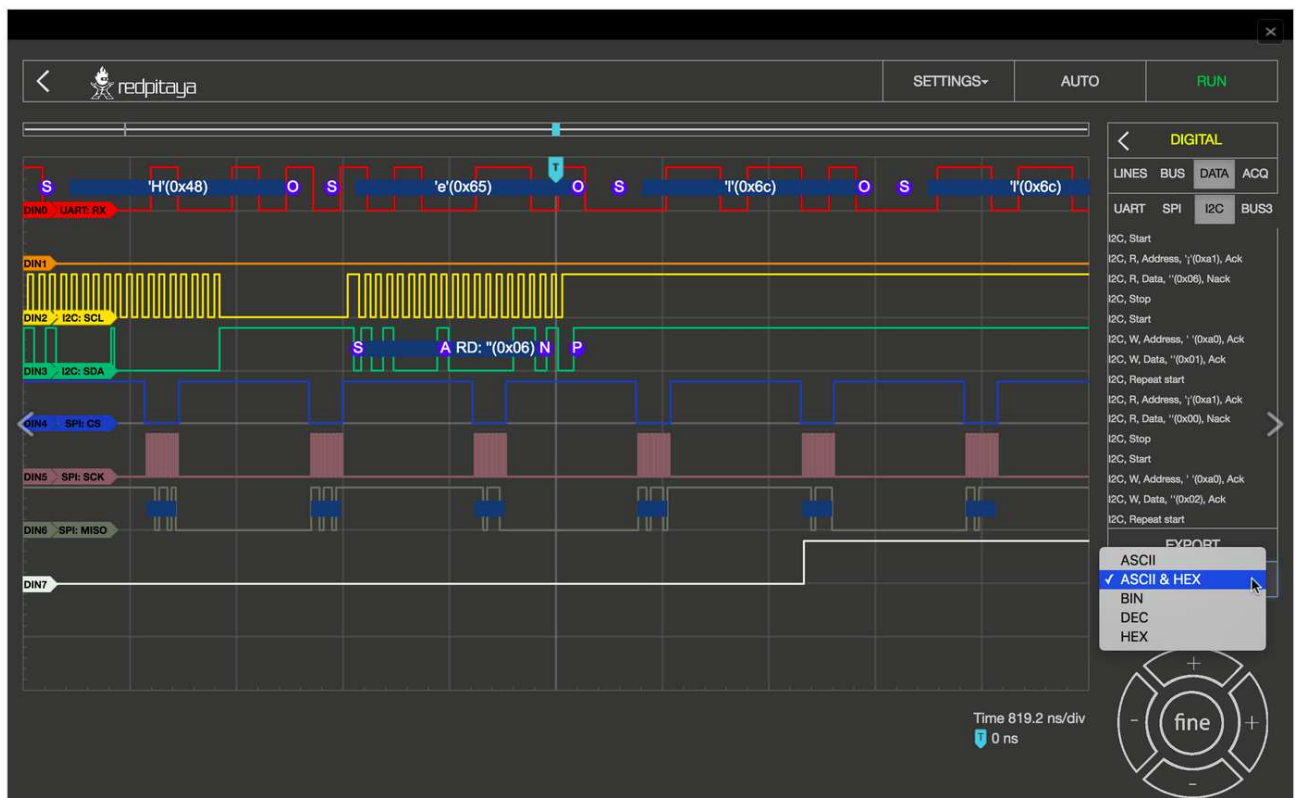 redpitaya
SETTINGS
AUTO
RUN
T
S 'H'(0x48) O S 'e'(0x65) O S 'l'(0x6c) O S 'l'(0x6c)
DIN0 UART: RX
DIN1
DIN2 I2C: SCL
S A RD: ''(0x06) N P
DIN3 I2C: SDA
DIN4 SPI: CS
DIN5 SPI: SCK
DIN6 SPI: MISO
DIN7
Time 819.2 ns/div
T 0 ns
DIGITAL
LINES BUS DATA ACQ
UART SPI I2C BUS3
I2C, Start
I2C, R, Address, '¡'(0xa1), Ack
I2C, R, Data, ''(0x06), Nack
I2C, Stop
I2C, Start
I2C, W, Address, ' '(0xa0), Ack
I2C, W, Data, ''(0x01), Ack
I2C, Repeat start
I2C, R, Address, '¡'(0xa1), Ack
I2C, R, Data, ''(0x00), Nack
I2C, Stop
I2C, Start
I2C, W, Address, ' '(0xa0), Ack
I2C, W, Data, ''(0x02), Ack
I2C, Repeat start
EXPORT
ASCII
✓ ASCII & HEX
BIN
DEC
HEX
+
- fine +
-